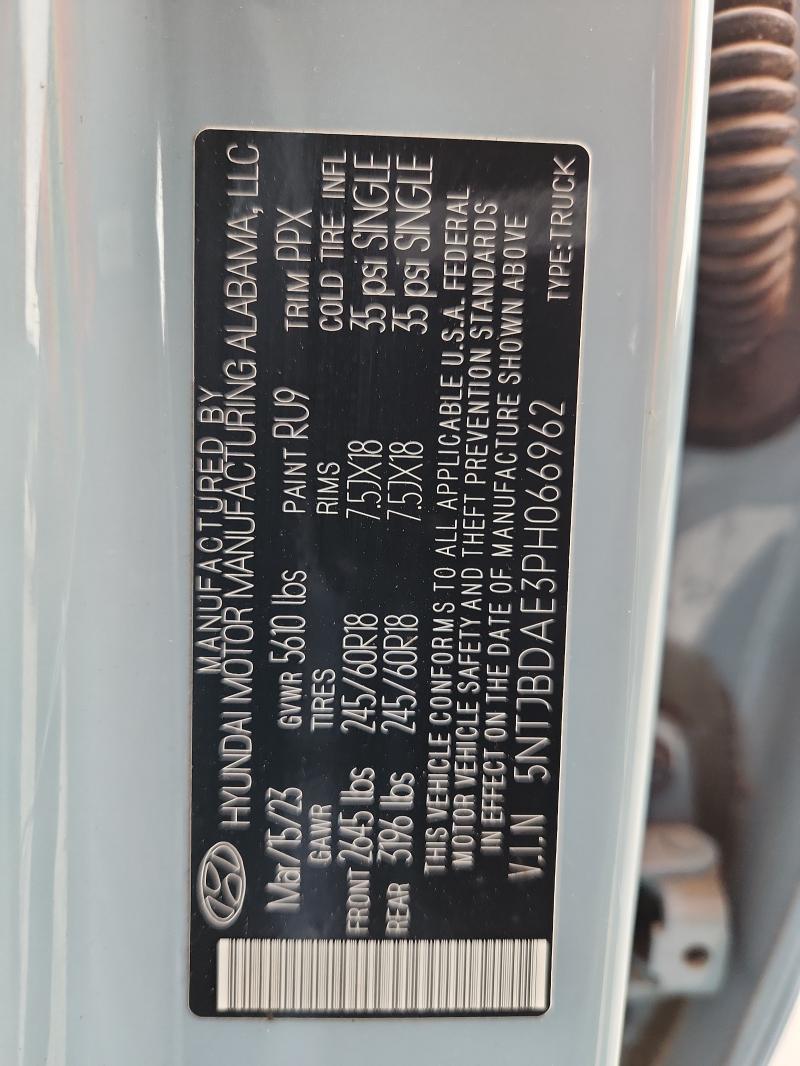 MANUFACTURED BY
HYUNDAI MOTOR MANUFACTURING ALABAMA, LLC
Mar/15/23 GVWR 5610 lbs PAINT RU9 TRIM PPX
GAWR TIRES RIMS COLD TIRE INFL
FRONT 2645 lbs 245/60R18 7.5JX18 35 psi SINGLE
REAR 3196 lbs 245/60R18 7.5JX18 35 psi SINGLE
THIS VEHICLE CONFORMS TO ALL APPLICABLE U.S.A. FEDERAL
MOTOR VEHICLE SAFETY AND THEFT PREVENTION STANDARDS
IN EFFECT ON THE DATE OF MANUFACTURE SHOWN ABOVE
V.I.N 5NTJBDAE3PH066962 TYPE:TRUCK